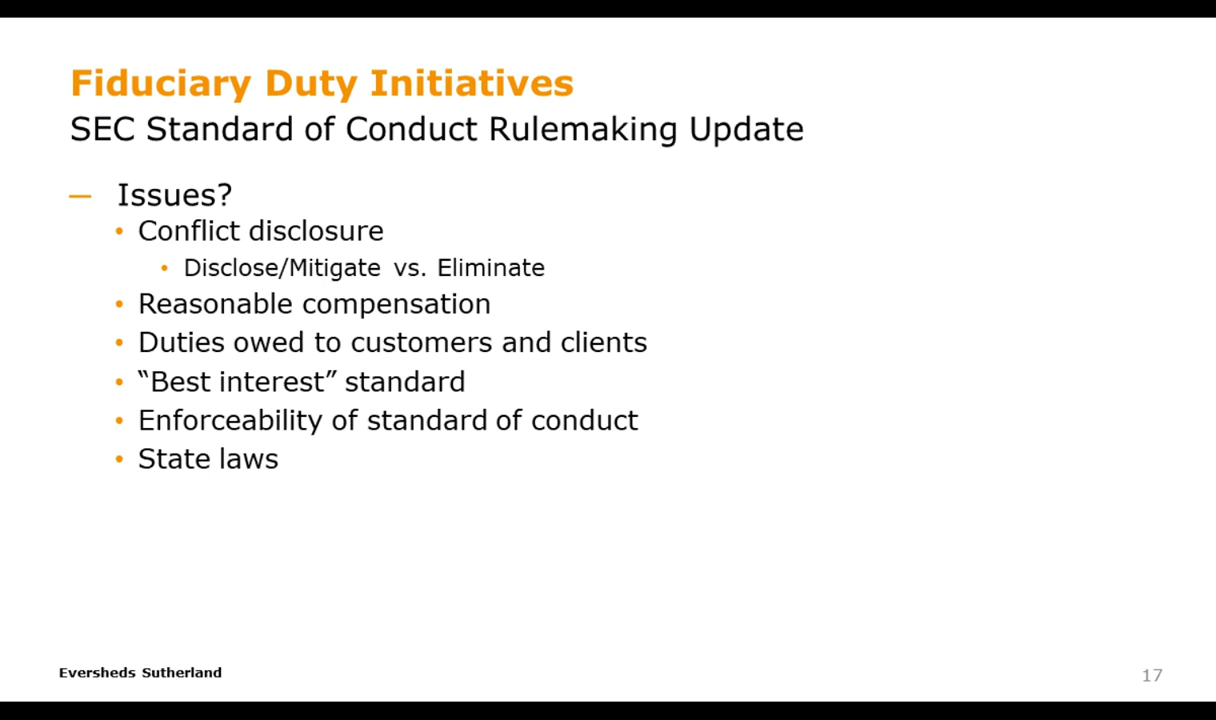 Fiduciary Duty Initiatives
SEC Standard of Conduct Rulemaking Update
— Issues?
• Conflict disclosure
• Disclose/Mitigate vs. Eliminate
• Reasonable compensation
• Duties owed to customers and clients
• “Best interest” standard
• Enforceability of standard of conduct
• State laws
Eversheds Sutherland
17